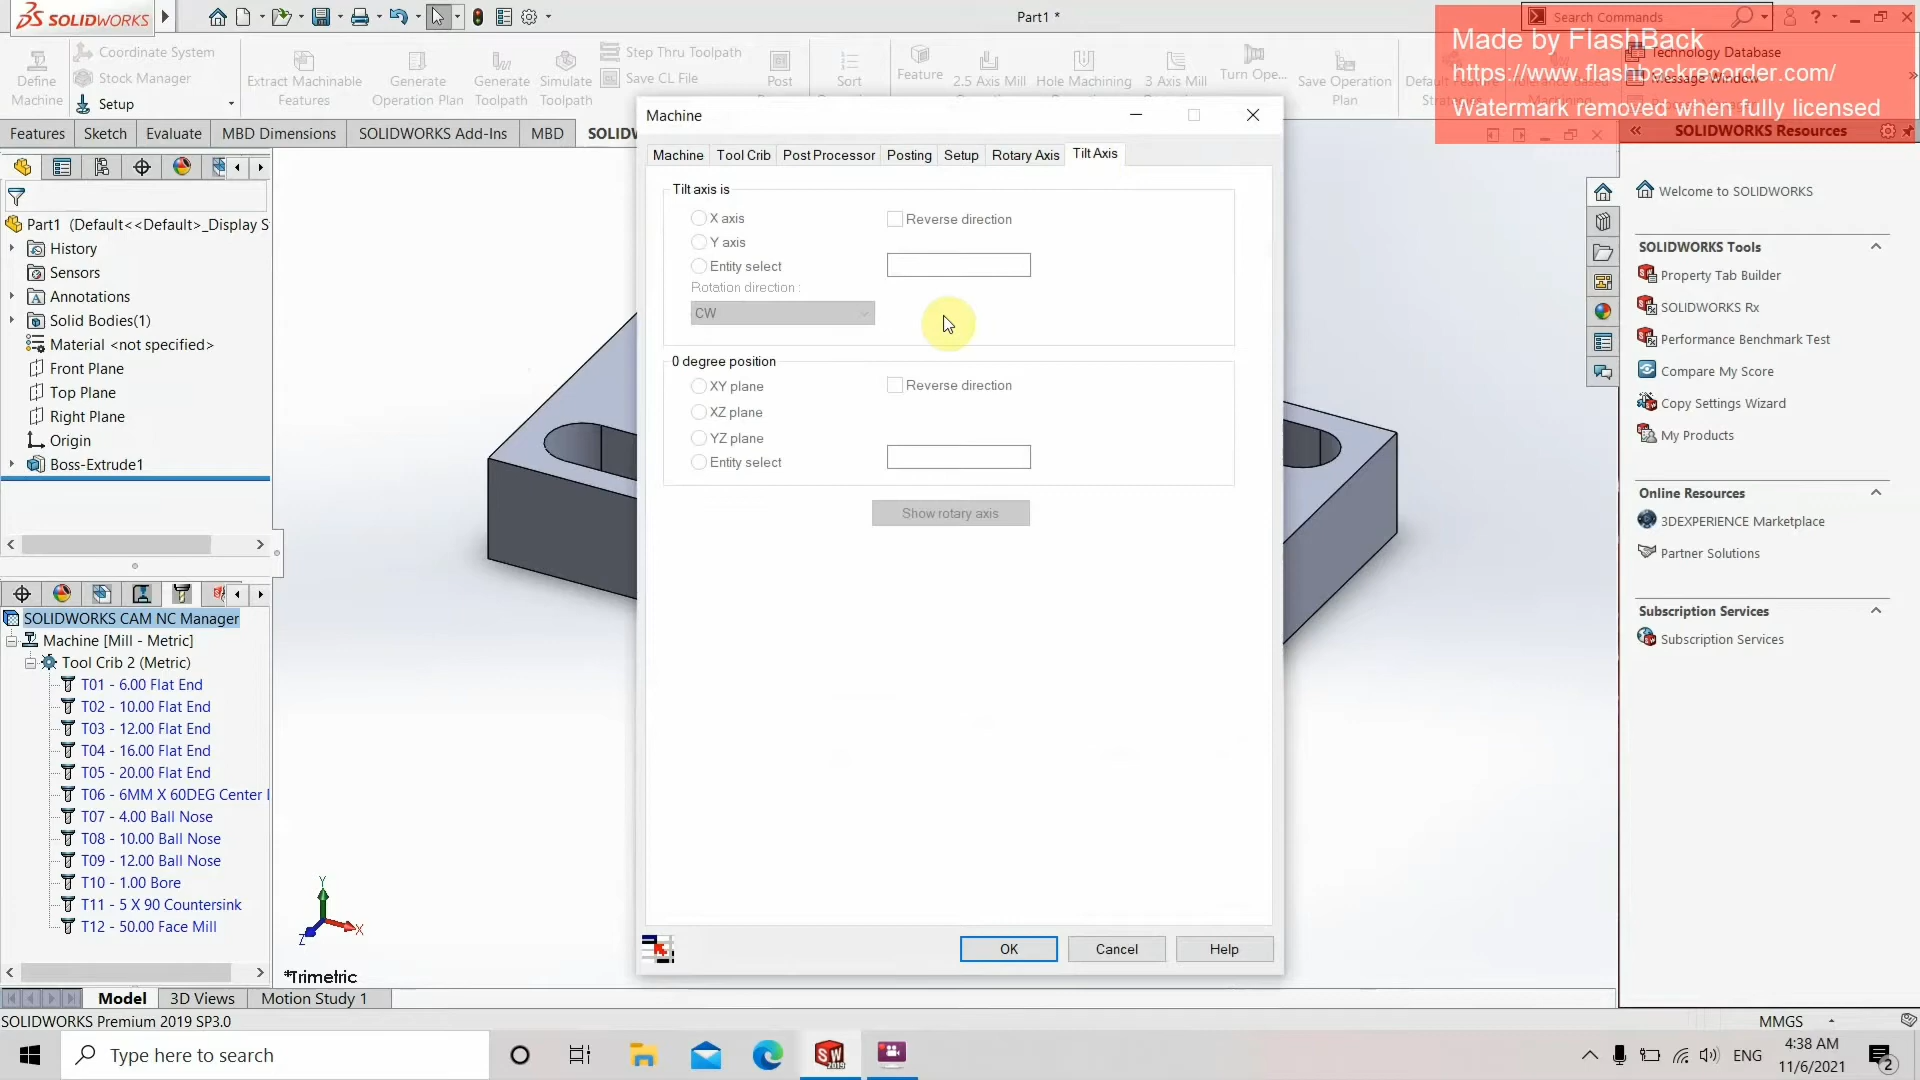 SOLIDWORKS
Part1 *
Search Commands
Made by FlashBack
https://www.flashbackrecorder.com/
Watermark removed when fully licensed
Define
Machine
Coordinate System
Stock Manager
Setup
Extract Machinable
Features
Generate
Operation Plan
Generate
Toolpath
Simulate
Toolpath
Step Thru Toolpath
Save CL File
Post
Sort
Feature
2.5 Axis Mill
Hole Machining
3 Axis Mill
Turn Ope...
Save Operation
Plan
Technology Database
Message Window
Features
Sketch
Evaluate
MBD Dimensions
SOLIDWORKS Add-Ins
MBD
SOLIDW
Machine
Machine
Tool Crib
Post Processor
Posting
Setup
Rotary Axis
Tilt Axis
Tilt axis is
X axis
Reverse direction
Y axis
Entity select
Rotation direction :
CW
0 degree position
XY plane
Reverse direction
XZ plane
YZ plane
Entity select
Show rotary axis
OK
Cancel
Help
Part1 (Default<<Default>_Display S
History
Sensors
Annotations
Solid Bodies(1)
Material <not specified>
Front Plane
Top Plane
Right Plane
Origin
Boss-Extrude1
SOLIDWORKS CAM NC Manager
Machine [Mill - Metric]
Tool Crib 2 (Metric)
T01 - 6.00 Flat End
T02 - 10.00 Flat End
T03 - 12.00 Flat End
T04 - 16.00 Flat End
T05 - 20.00 Flat End
T06 - 6MM X 60DEG Center
T07 - 4.00 Ball Nose
T08 - 10.00 Ball Nose
T09 - 12.00 Ball Nose
T10 - 1.00 Bore
T11 - 5 X 90 Countersink
T12 - 50.00 Face Mill
Y
X
Z
*Trimetric
Model
3D Views
Motion Study 1
SOLIDWORKS Premium 2019 SP3.0
MMGS
SOLIDWORKS Resources
Welcome to SOLIDWORKS
SOLIDWORKS Tools
Property Tab Builder
SOLIDWORKS Rx
Performance Benchmark Test
Compare My Score
Copy Settings Wizard
My Products
Online Resources
3DEXPERIENCE Marketplace
Partner Solutions
Subscription Services
Subscription Services
Type here to search
SW
2019
ENG
4:38 AM
11/6/2021
2